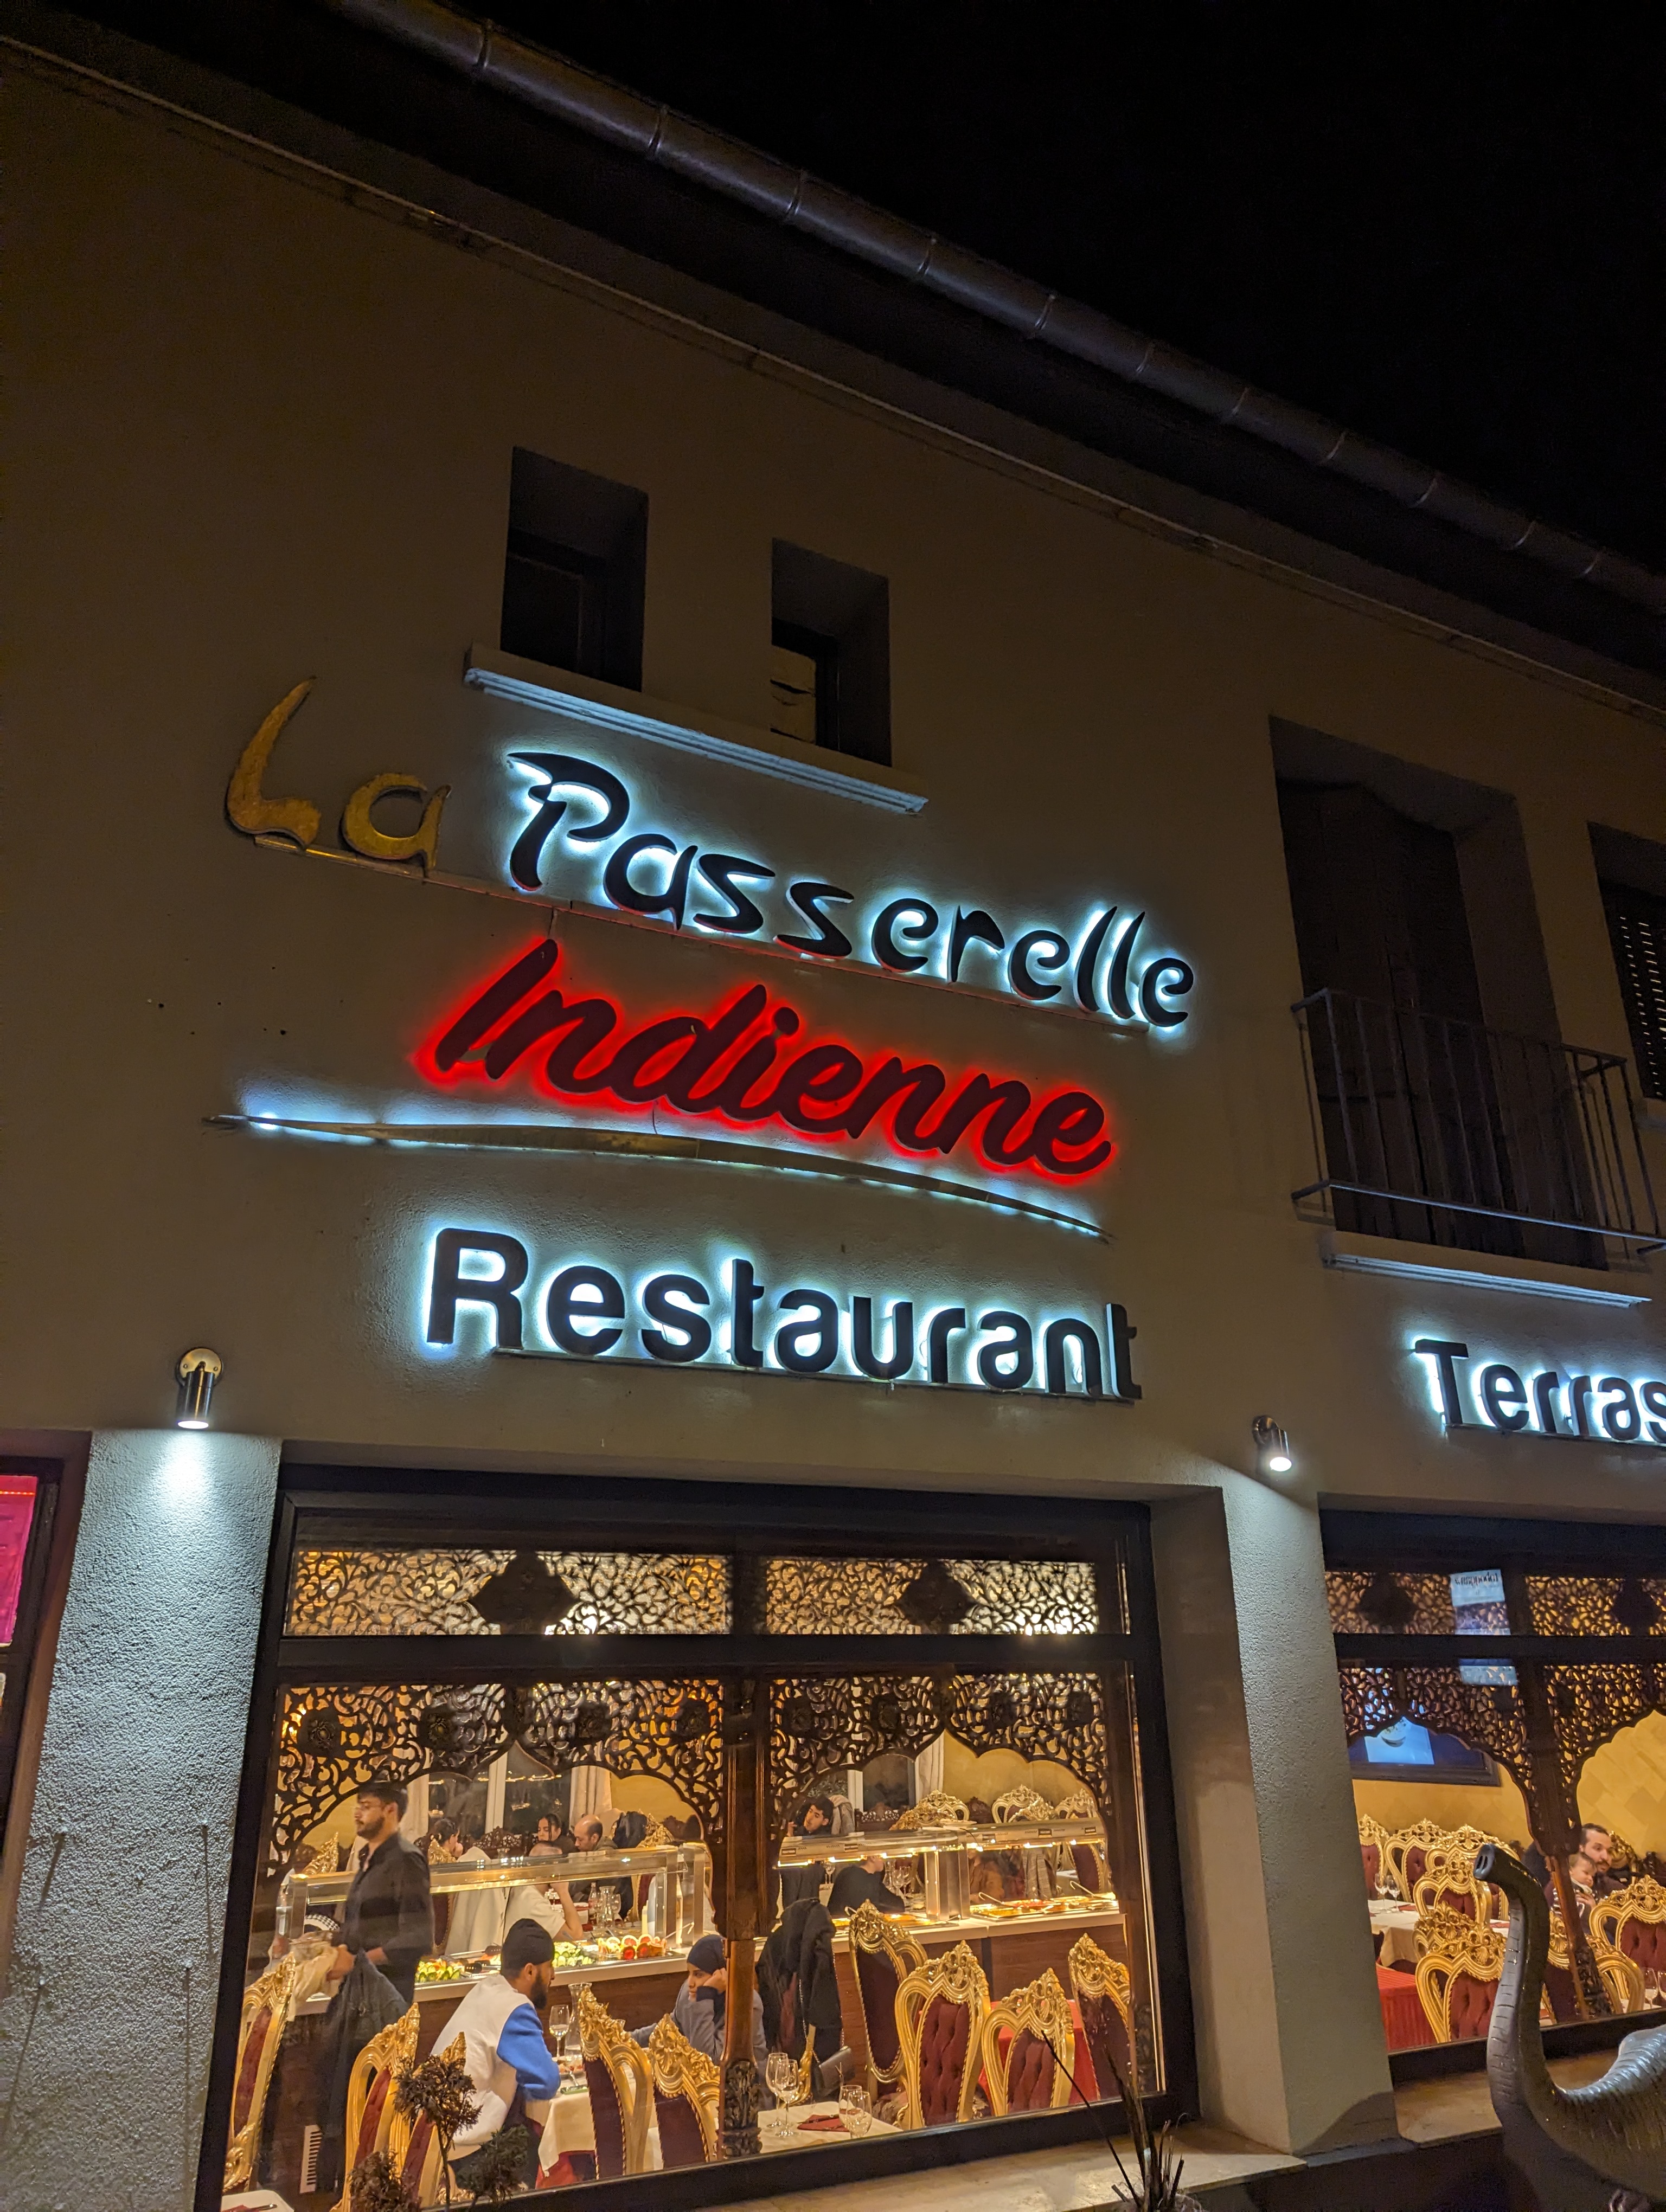 La Passerelle
Indienne
Restaurant
Terras